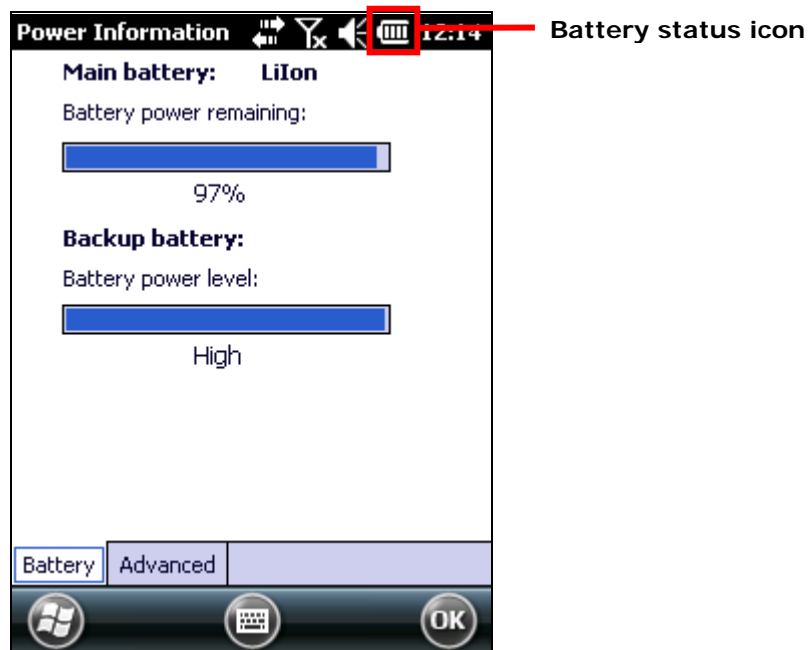 Power Information 12:14
Battery status icon
Main battery: LiIon
Battery power remaining:
97%
Backup battery:
Battery power level:
High
Battery Advanced
OK